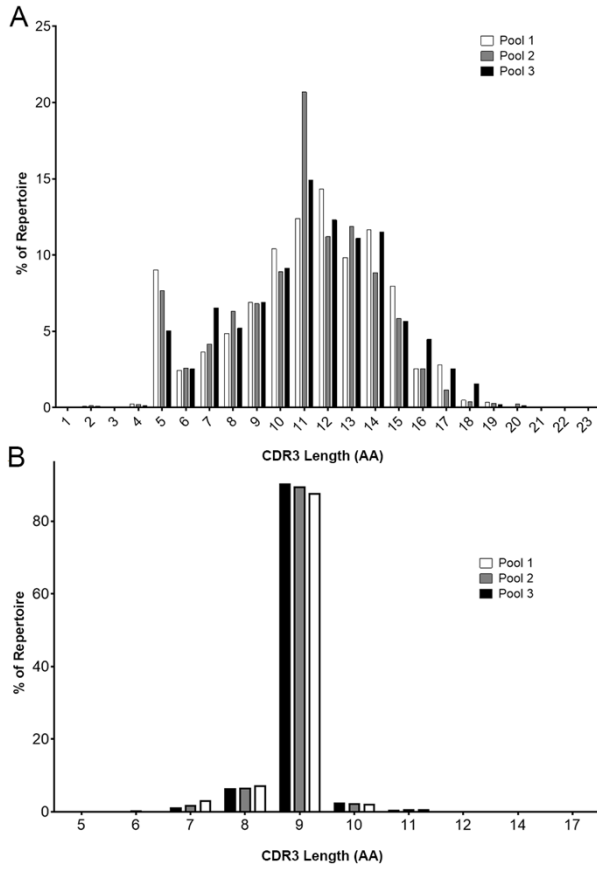 A
25
20
15
10
5
0
% of Repertoire
Pool 1
Pool 2
Pool 3
1 2 3 4 5 6 7 8 9 10 11 12 13 14 15 16 17 18 19 20 21 22 23
CDR3 Length (AA)
B
80
60
40
20
0
% of Repertoire
Pool 1
Pool 2
Pool 3
5 6 7 8 9 10 11 12 14 17
CDR3 Length (AA)